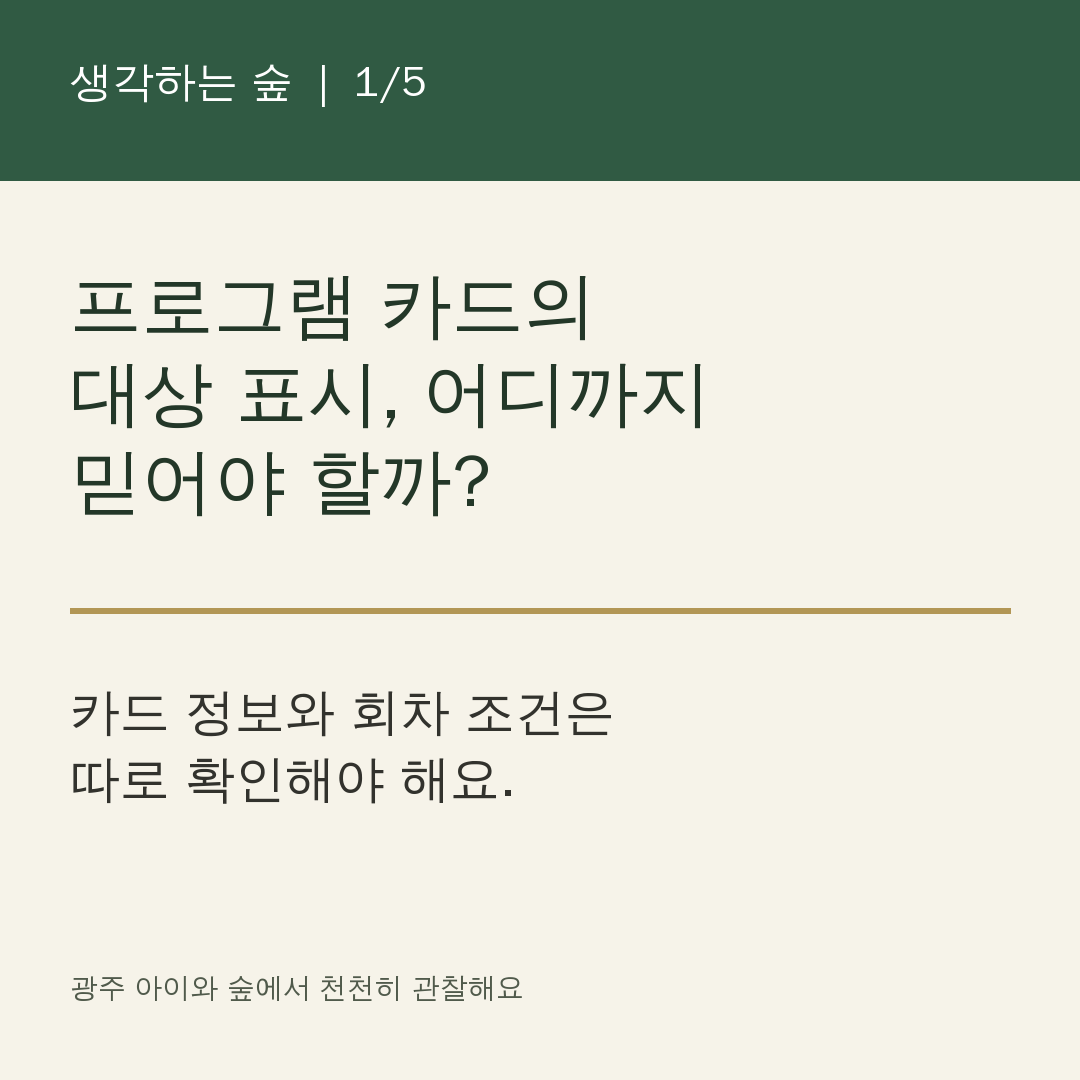 생각하는 숲 | 1/5
프로그램 카드의
대상 표시, 어디까지
믿어야 할까?
카드 정보와 회차 조건은
따로 확인해야 해요.
광주 아이와 숲에서 천천히 관찰해요